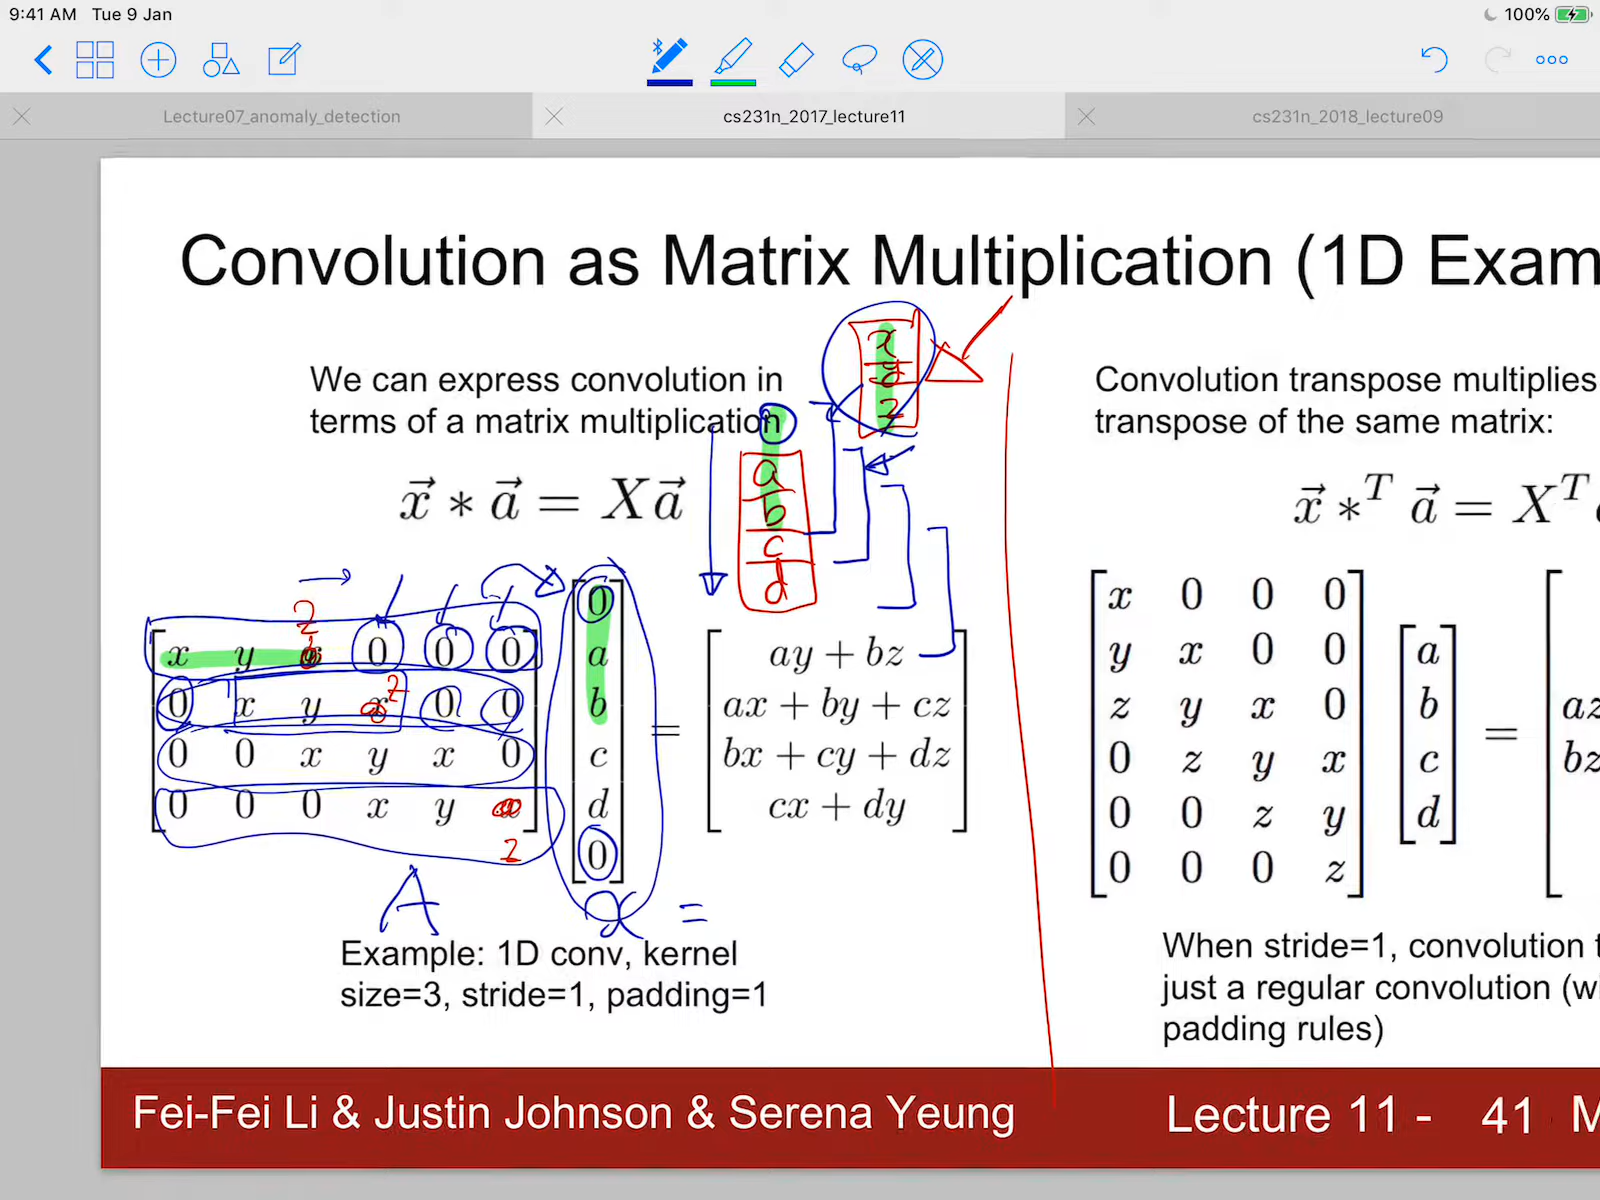 9:41 AM Tue 9 Jan
100%
Lecture07_anomaly_detection
cs231n_2017_lecture11
cs231n_2018_lecture09
Convolution as Matrix Multiplication (1D Exam
x
y
z
We can express convolution in
terms of a matrix multiplication
0
a
b
c
d
x⃗ * a⃗ = Xa⃗
z
x y 0 0 0
0 x y z 0 0
0 0 x y x 0
0 0 0 x y
z
0
a
b
c
d
0
=
ay + bz
ax + by + cz
bx + cy + dz
cx + dy
A x =
Example: 1D conv, kernel
size=3, stride=1, padding=1
Convolution transpose multiplies
transpose of the same matrix:
x⃗ *ᵀ a⃗ = Xᵀ
x 0 0 0
y x 0 0
z y x 0
0 z y x
0 0 z y
0 0 0 z
a
b
c
d
=
az
bz
When stride=1, convolution t
just a regular convolution (wi
padding rules)
Fei-Fei Li & Justin Johnson & Serena Yeung
Lecture 11 - 41 M